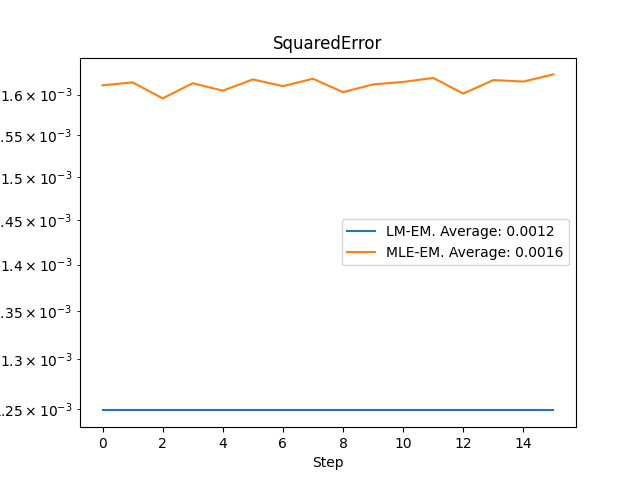 SquaredError
1.6 × 10⁻³
.55 × 10⁻³
1.5 × 10⁻³
.45 × 10⁻³
1.4 × 10⁻³
.35 × 10⁻³
1.3 × 10⁻³
.25 × 10⁻³
LM-EM. Average: 0.0012
MLE-EM. Average: 0.0016
0 2 4 6 8 10 12 14
Step